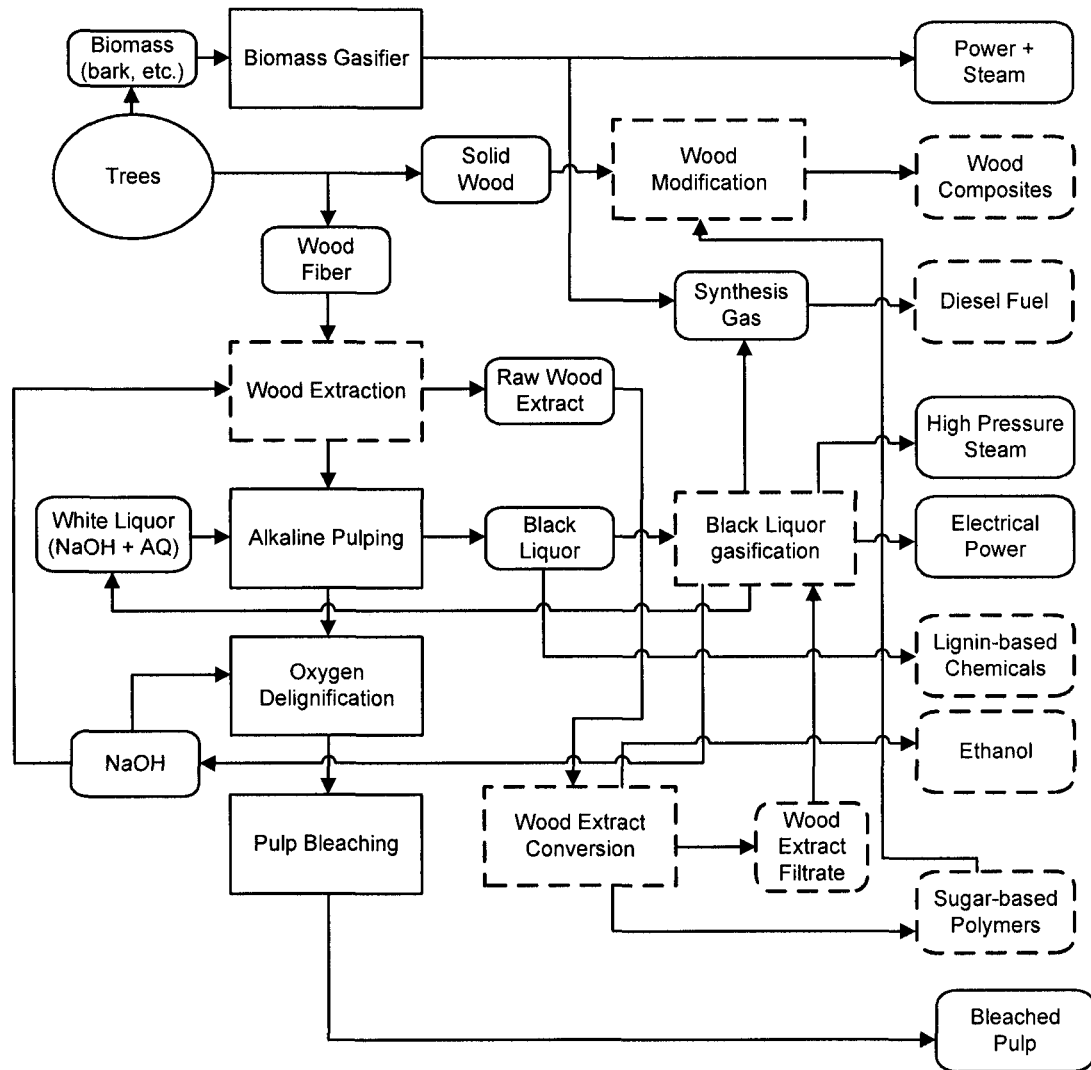 Biomass
(bark, etc.)
Biomass Gasifier
Power +
Steam
Trees
Solid
Wood
Wood
Modification
Wood
Composites
Wood
Fiber
Synthesis
Gas
Diesel Fuel
Wood Extraction
Raw Wood
Extract
High Pressure
Steam
White Liquor
(NaOH + AQ)
Alkaline Pulping
Black
Liquor
Black Liquor
gasification
Electrical
Power
Oxygen
Delignification
Lignin-based
Chemicals
NaOH
Ethanol
Pulp Bleaching
Wood Extract
Conversion
Wood
Extract
Filtrate
Sugar-based
Polymers
Bleached
Pulp